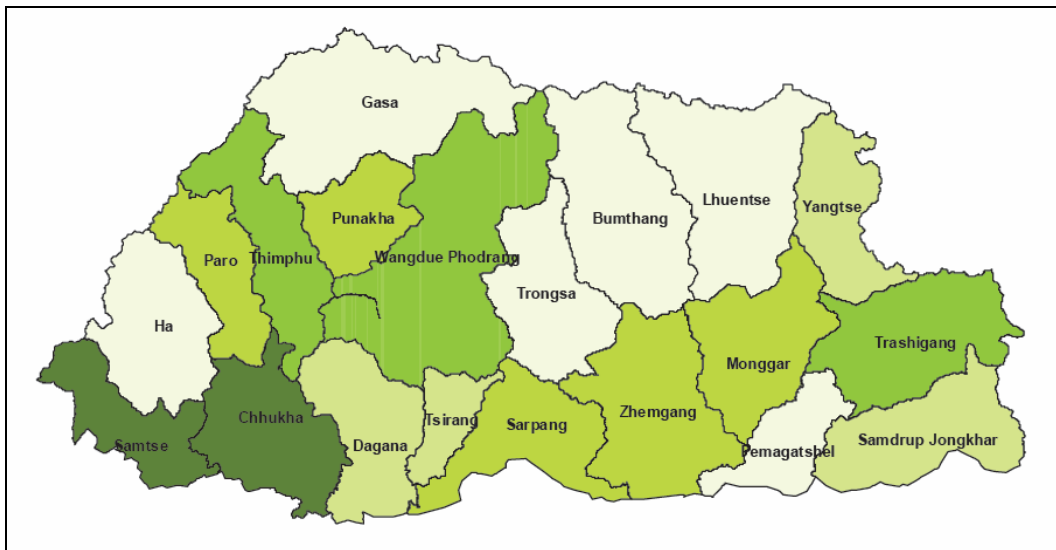 Gasa
Lhuentse
Yangtse
Punakha
Bumthang
Paro
Thimphu
Wangdue Phodrang
Trongsa
Ha
Trashigang
Monggar
Zhemgang
Chhukha
Tsirang
Sarpang
Samtse
Dagana
Pemagatshel
Samdrup Jongkhar